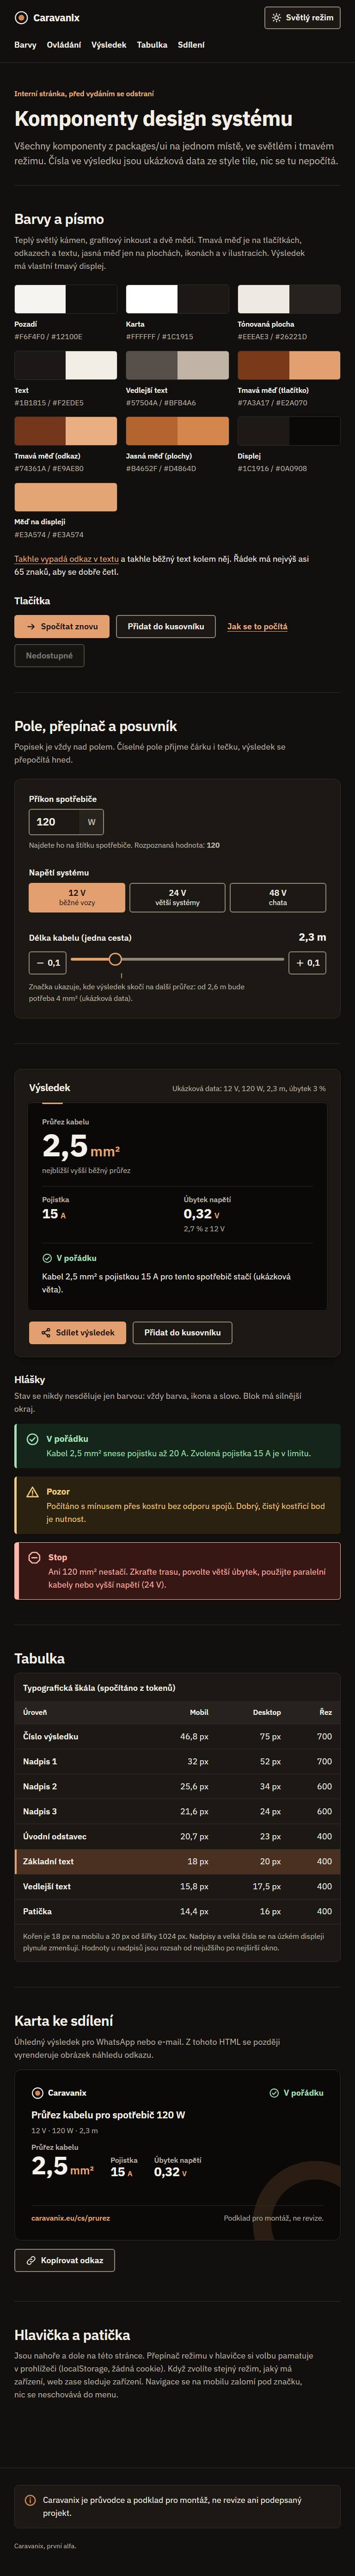 Caravanix
Světlý režim
Barvy Ovládání Výsledek Tabulka Sdílení
Interní stránka, před vydáním se odstraní
Komponenty design systému
Všechny komponenty z packages/ui na jednom místě, ve světlém i tmavém
režimu. Čísla ve výsledku jsou ukázková data ze style tile, nic se tu nepočítá.
Barvy a písmo
Teplý světlý kámen, grafitový inkoust a dvě mědi. Tmavá měď je na tlačítkách,
odkazech a textu, jasná měď jen na plochách, ikonách a v ilustracích. Výsledek
má vlastní tmavý displej.
Pozadí
#F6F4F0 / #12100E
Karta
#FFFFFF / #1C1915
Tónovaná plocha
#EEEAE3 / #26221D
Text
#1B1815 / #F2EDE5
Vedlejší text
#57504A / #BFB4A6
Tmavá měď (tlačítko)
#7A3A17 / #E2A070
Tmavá měď (odkaz)
#74361A / #E9AE80
Jasná měď (plochy)
#B4652F / #D4864D
Displej
#1C1916 / #0A0908
Měď na displeji
#E3A574 / #E3A574
Takhle vypadá odkaz v textu a takhle běžný text kolem něj. Řádek má nejvýš asi
65 znaků, aby se dobře četl.
Tlačítka
Spočítat znovu
Přidat do kusovníku
Jak se to počítá
Nedostupné
Pole, přepínač a posuvník
Popisek je vždy nad polem. Číselné pole přijme čárku i tečku, výsledek se
přepočítá hned.
Příkon spotřebiče
120 W
Najdete ho na štítku spotřebiče. Rozpoznaná hodnota: 120
Napětí systému
12 V
běžné vozy
24 V
větší systémy
48 V
chata
Délka kabelu (jedna cesta) 2,3 m
− 0,1
+ 0,1
Značka ukazuje, kde výsledek skočí na další průřez: od 2,6 m bude
potřeba 4 mm² (ukázková data).
Výsledek
Ukázková data: 12 V, 120 W, 2,3 m, úbytek 3 %
Průřez kabelu
2,5 mm²
nejbližší vyšší běžný průřez
Pojistka
15 A
Úbytek napětí
0,32 V
2,7 % z 12 V
V pořádku
Kabel 2,5 mm² s pojistkou 15 A pro tento spotřebič stačí (ukázková
věta).
Sdílet výsledek
Přidat do kusovníku
Hlášky
Stav se nikdy nesděluje jen barvou: vždy barva, ikona a slovo. Blok má silnější
okraj.
V pořádku
Kabel 2,5 mm² snese pojistku až 20 A. Zvolená pojistka 15 A je v limitu.
Pozor
Počítáno s mínusem přes kostru bez odporu spojů. Dobrý, čistý kostřicí bod
je nutnost.
Stop
Ani 120 mm² nestačí. Zkraťte trasu, povolte větší úbytek, použijte paralelní
kabely nebo vyšší napětí (24 V).
Tabulka
Typografická škála (spočítáno z tokenů)
Úroveň Mobil Desktop Řez
Číslo výsledku 46,8 px 75 px 700
Nadpis 1 32 px 52 px 700
Nadpis 2 25,6 px 34 px 600
Nadpis 3 21,6 px 24 px 600
Úvodní odstavec 20,7 px 23 px 400
Základní text 18 px 20 px 400
Vedlejší text 15,8 px 17,5 px 400
Patička 14,4 px 16 px 400
Kořen je 18 px na mobilu a 20 px od šířky 1024 px. Nadpisy a velká čísla se na úzkém displeji
plynule zmenšují. Hodnoty u nadpisů jsou rozsah od nejužšího po nejširší okno.
Karta ke sdílení
Úhledný výsledek pro WhatsApp nebo e-mail. Z tohoto HTML se později
vyrenderuje obrázek náhledu odkazu.
Caravanix
V pořádku
Průřez kabelu pro spotřebič 120 W
12 V · 120 W · 2,3 m
Průřez kabelu
2,5 mm²
Pojistka
15 A
Úbytek napětí
0,32 V
caravanix.eu/cs/prurez
Podklad pro montáž, ne revize.
Kopírovat odkaz
Hlavička a patička
Jsou nahoře a dole na této stránce. Přepínač režimu v hlavičce si volbu pamatuje
v prohlížeči (localStorage, žádná cookie). Když zvolíte stejný režim, jaký má
zařízení, web zase sleduje zařízení. Navigace se na mobilu zalomí pod značku,
nic se neschovává do menu.
Caravanix je průvodce a podklad pro montáž, ne revize ani podepsaný
projekt.
Caravanix, první alfa.